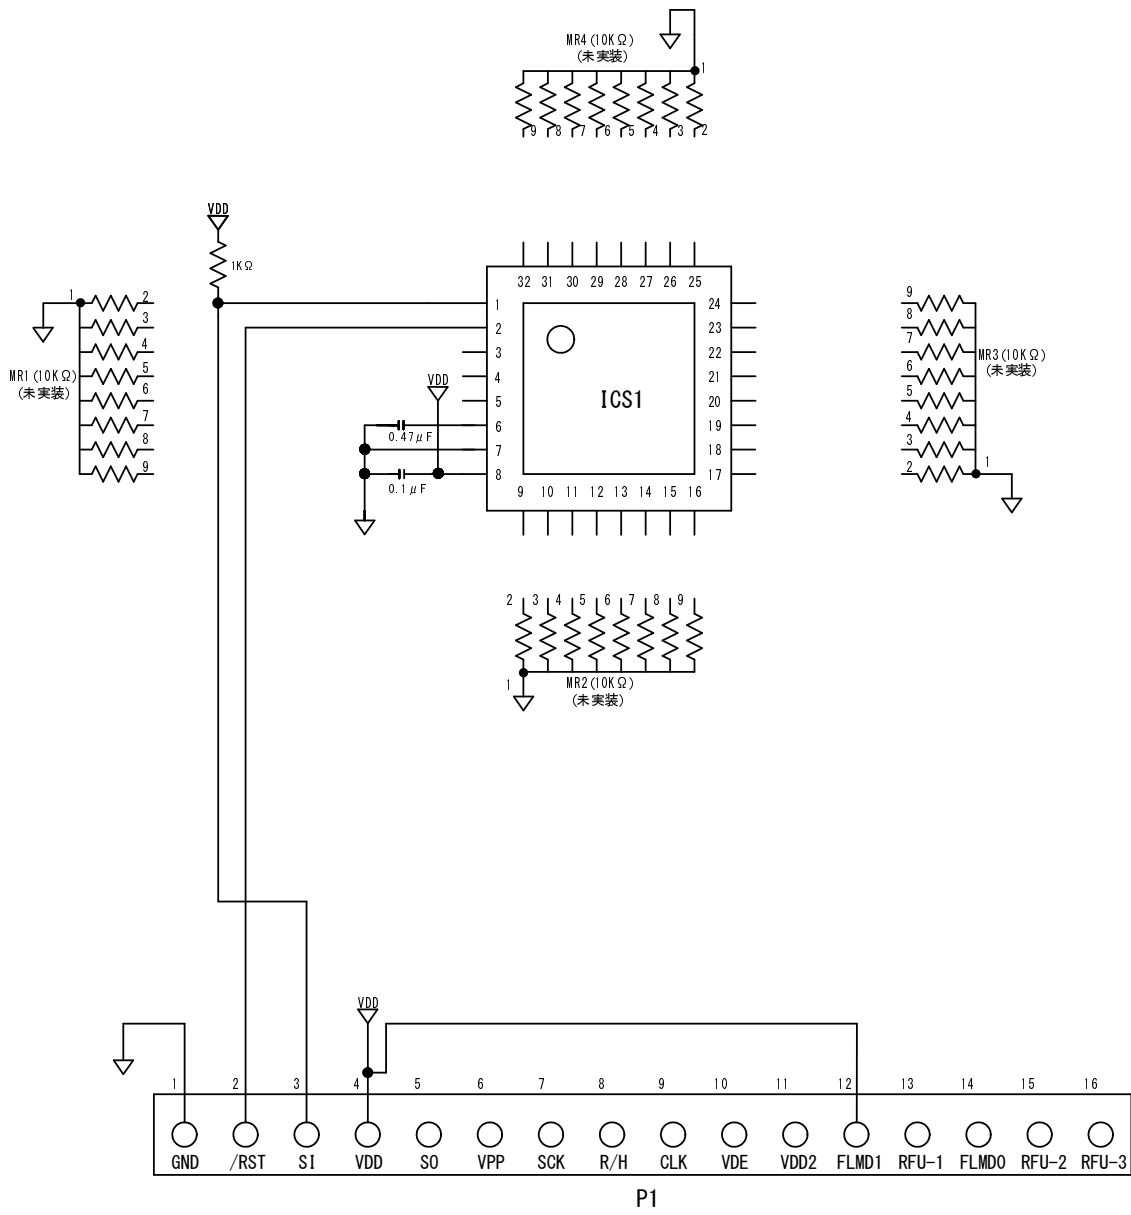 MR4(10KΩ)
(未実装)
1
9 8 7 6 5 4 3 2
VDD
1KΩ
32 31 30 29 28 27 26 25
1 2
3
4
5
6
7
8
9
MR1(10KΩ)
(未実装)
1
2
3
4
5
6
7
8
VDD
0.47μF
0.1μF
ICS1
24
23
22
21
20
19
18
17
9 10 11 12 13 14 15 16
9
8
7
6
5
4
3
2 1
MR3(10KΩ)
(未実装)
2 3 4 5 6 7 8 9
1
MR2(10KΩ)
(未実装)
VDD
1 2 3 4 5 6 7 8 9 10 11 12 13 14 15 16
GND /RST SI VDD SO VPP SCK R/H CLK VDE VDD2 FLMD1 RFU-1 FLMD0 RFU-2 RFU-3
P1